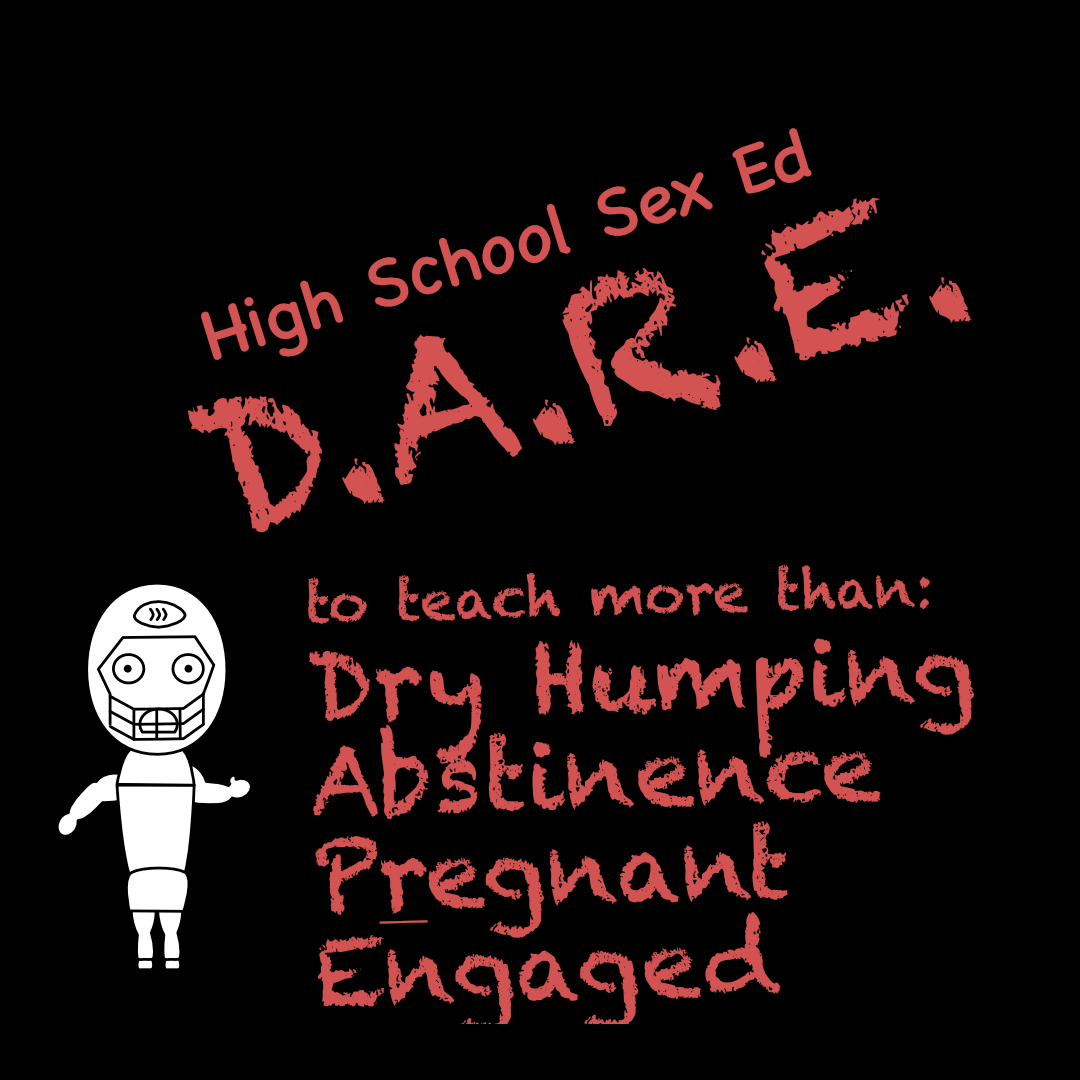 High School Sex Ed
D.A.R.E.
to teach more than:
Dry Humping
Abstinence
Pregnant
Engaged